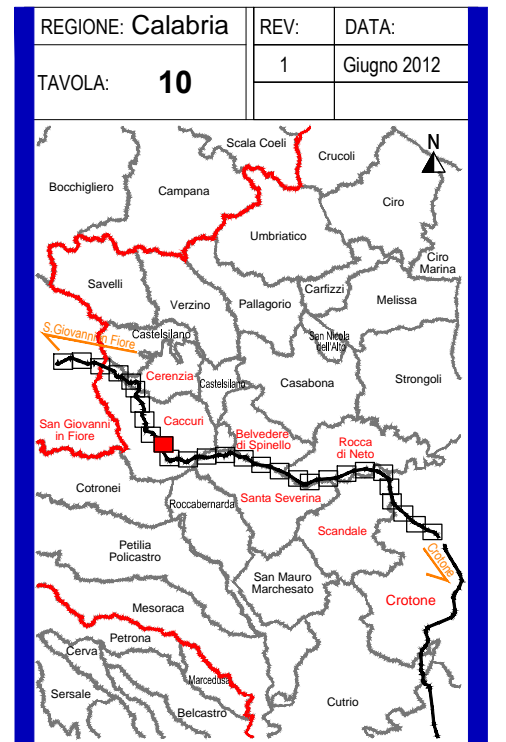 REGIONE: Calabria
REV:
DATA:
TAVOLA: 10
1
Giugno 2012
Scala Coeli
Crucoli
N
Bocchigliero
Campana
Ciro
Umbriatico
Ciro
Marina
Savelli
Carfizzi
Verzino
Pallagorio
Melissa
S.Giovanni in Fiore
Castelsilano
San Nicola
dell'Alto
Cerenzia
Castelsilano
Casabona
Strongoli
San Giovanni
in Fiore
Caccuri
Belvedere
di Spinello
Rocca
di Neto
Cotronei
Roccabernarda
Santa Severina
Scandale
Petilia
Policastro
Crotone
San Mauro
Marchesato
Mesoraca
Crotone
Petrona
Cerva
Marcedusa
Sersale
Belcastro
Cutrio